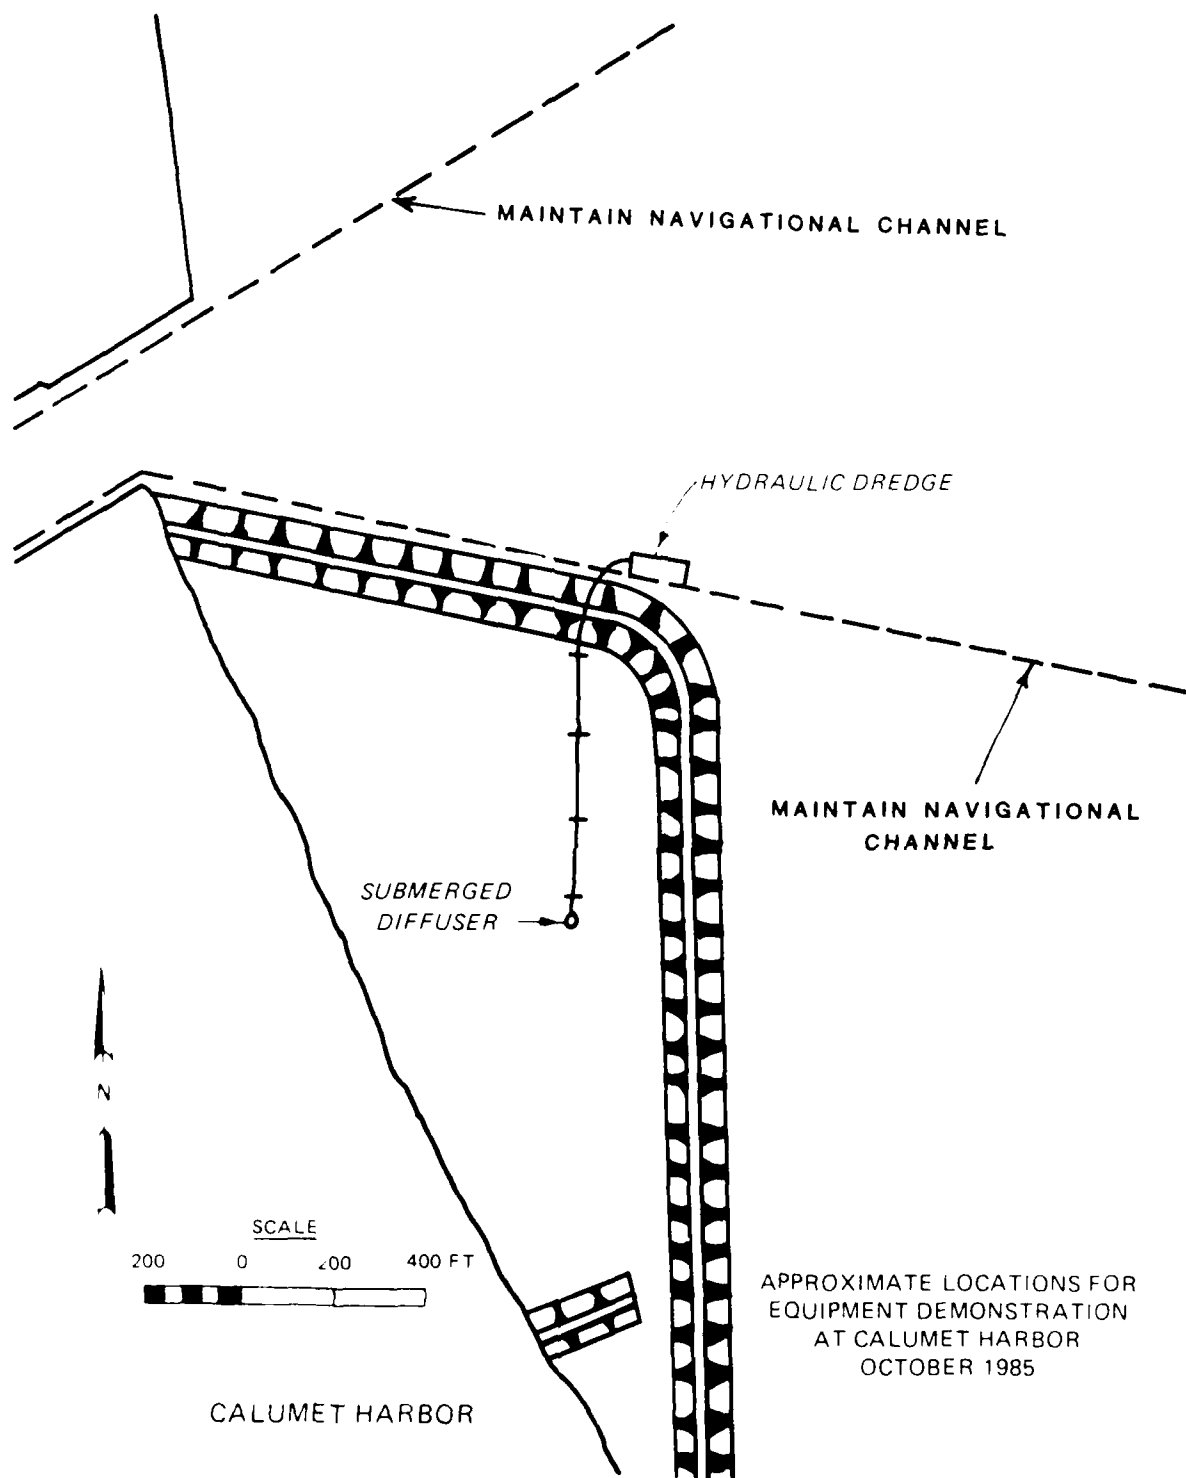 MAINTAIN NAVIGATIONAL CHANNEL
HYDRAULIC DREDGE
MAINTAIN NAVIGATIONAL
CHANNEL
SUBMERGED
DIFFUSER
N
SCALE
200 0 200 400 FT
APPROXIMATE LOCATIONS FOR
EQUIPMENT DEMONSTRATION
AT CALUMET HARBOR
OCTOBER 1985
CALUMET HARBOR